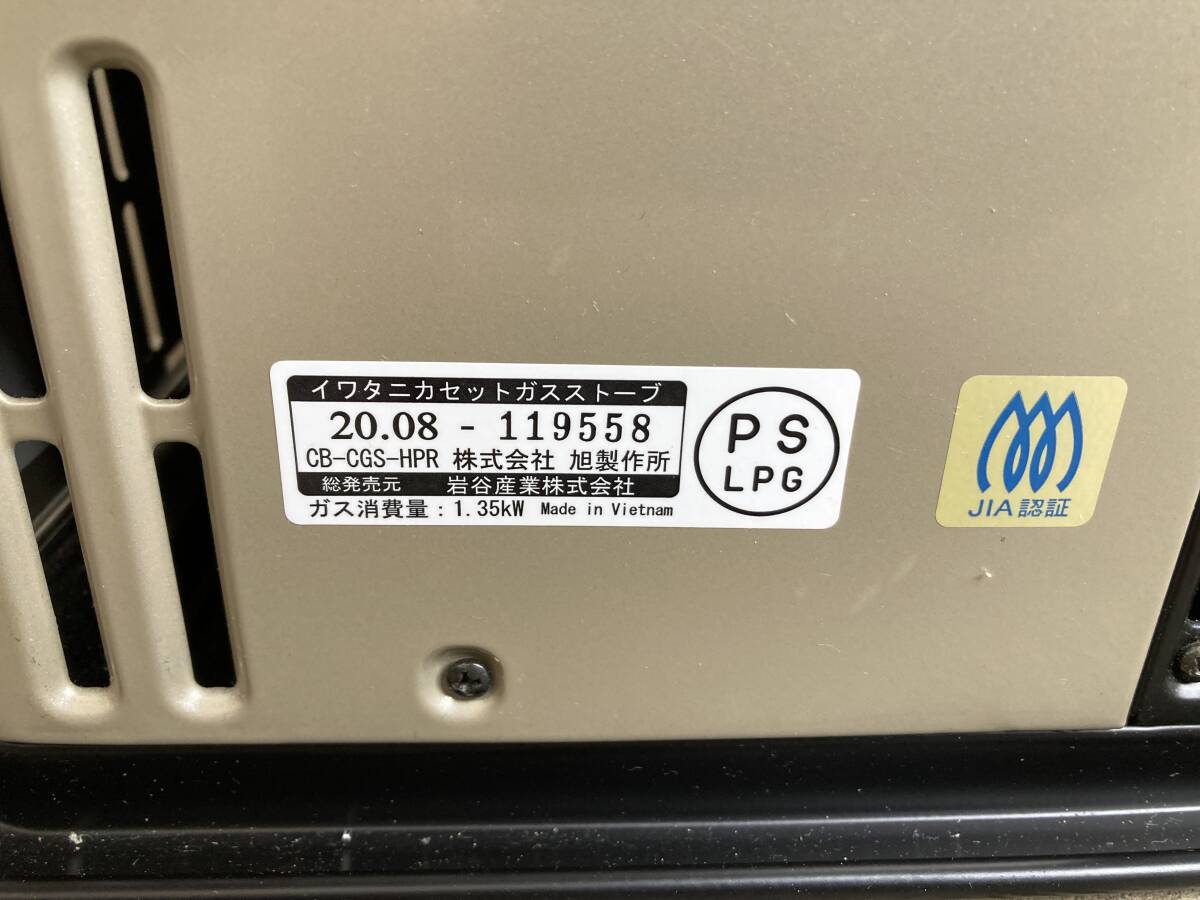 イワタニカセットガスストーブ
20.08 - 119558
CB-CGS-HPR 株式会社 旭製作所
総発売元 岩谷産業株式会社
ガス消費量：1.35kW Made in Vietnam
PS
LPG
JIA認証